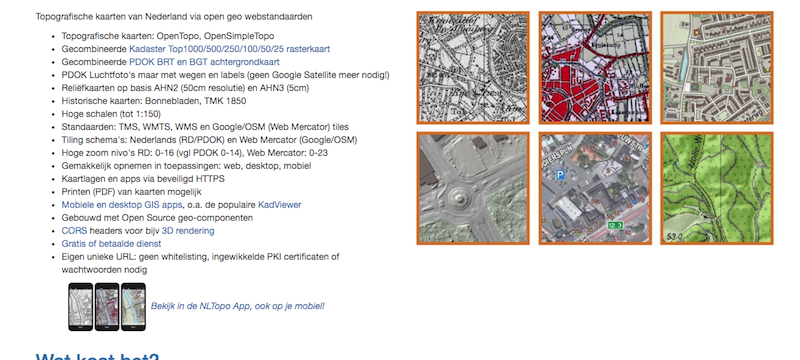 Topografische kaarten van Nederland via open geo webstandaarden
Topografische kaarten: OpenTopo, OpenSimpleTopo
Gecombineerde Kadaster Top1000/500/250/100/50/25 rasterkaart
Gecombineerde PDOK BRT en BGT achtergrondkaart
PDOK Luchtfoto's maar met wegen en labels (geen Google Satellite meer nodig!)
Reliëfkaarten op basis AHN2 (50cm resolutie) en AHN3 (5cm)
Historische kaarten: Bonnebladen, TMK 1850
Hoge schalen (tot 1:150)
Standaarden: TMS, WMTS, WMS en Google/OSM (Web Mercator) tiles
Tiling schema's: Nederlands (RD/PDOK) en Web Mercator (Google/OSM)
Hoge zoom nivo's RD: 0-16 (vgl PDOK 0-14), Web Mercator: 0-23
Gemakkelijk opnemen in toepassingen: web, desktop, mobiel
Kaartlagen en apps via beveiligd HTTPS
Printen (PDF) van kaarten mogelijk
Mobiele en desktop GIS apps, o.a. de populaire KadViewer
Gebouwd met Open Source geo-componenten
CORS headers voor bijv 3D rendering
Gratis of betaalde dienst
Eigen unieke URL: geen whitelisting, ingewikkelde PKI certificaten of
wachtwoorden nodig
Bekijk in de NLTopo App, ook op je mobiel!
Wat kost het?
P
53.0